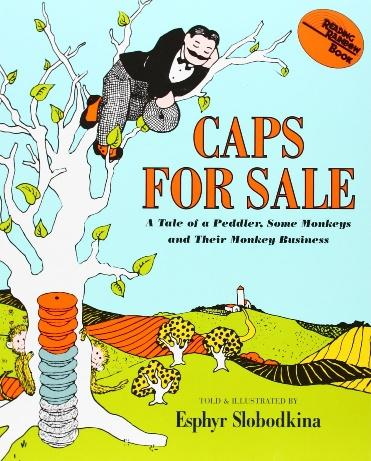 READING
RAINBOW
BOOK
CAPS
FOR SALE
A Tale of a Peddler, Some Monkeys
and Their Monkey Business
TOLD & ILLUSTRATED BY
Esphyr Slobodkina